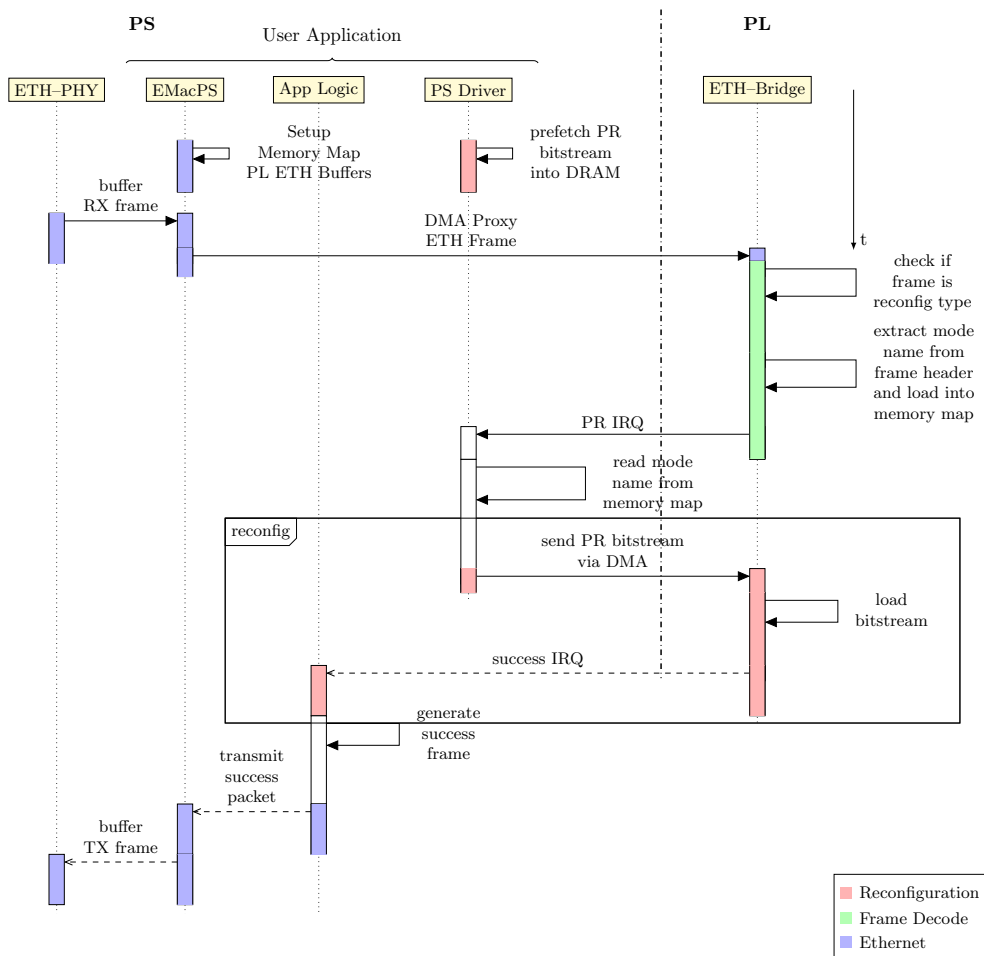 PS
PL
User Application
ETH–PHY
EMacPS
App Logic
PS Driver
ETH–Bridge
Setup
Memory Map
PL ETH Buffers
prefetch PR
bitstream
into DRAM
buffer
RX frame
DMA Proxy
ETH Frame
t
check if
frame is
reconfig type
extract mode
name from
frame header
and load into
memory map
PR IRQ
read mode
name from
memory map
reconfig
send PR bitstream
via DMA
load
bitstream
success IRQ
generate
success
frame
transmit
success
packet
buffer
TX frame
Reconfiguration
Frame Decode
Ethernet